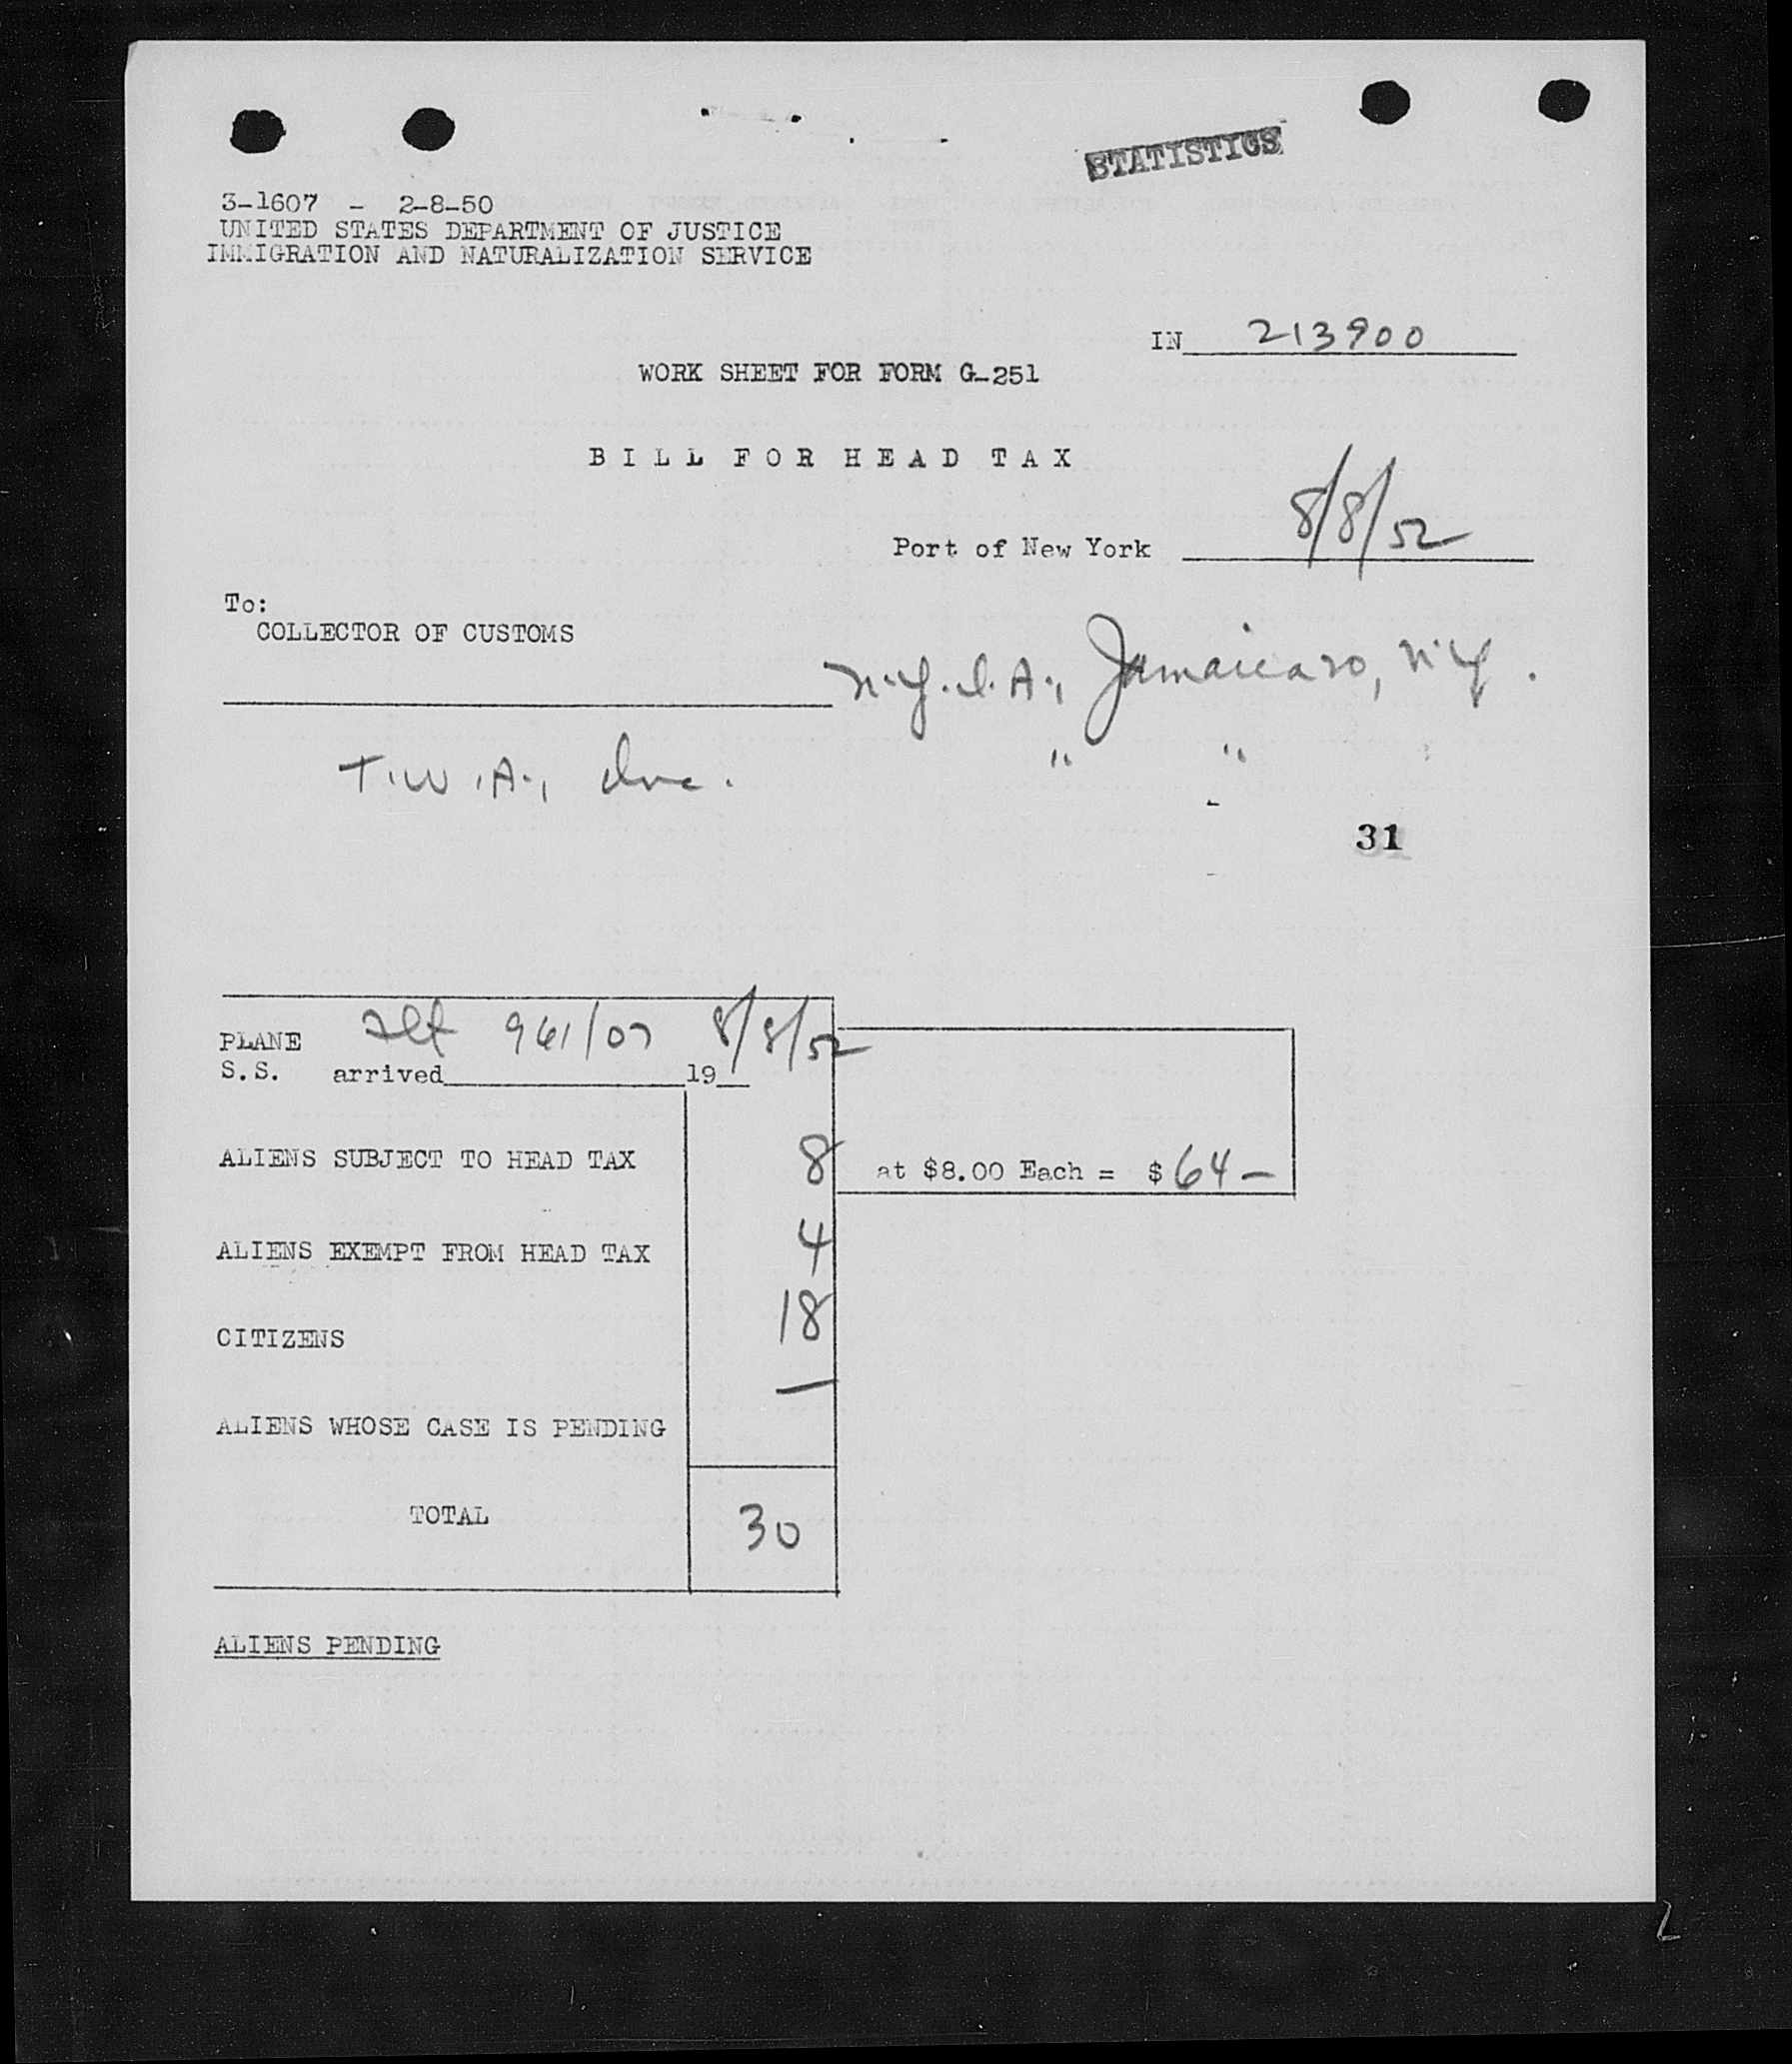 STATISTICS
3-1607 - 2-8-50
UNITED STATES DEPARTMENT OF JUSTICE
IMMIGRATION AND NATURALIZATION SERVICE
IN 213900
WORK SHEET FOR FORM G-251
BILL FOR HEAD TAX
Port of New York 8/8/52
To:
COLLECTOR OF CUSTOMS
N.Y.I.A., Jamaica 30, N.Y.
T.W.A., Inc. " "
31
PLANE Flt 961/07 8/8/52
S.S. arrived 19
ALIENS SUBJECT TO HEAD TAX 8 at $8.00 Each = $64-
ALIENS EXEMPT FROM HEAD TAX 4
CITIZENS 18
ALIENS WHOSE CASE IS PENDING —
TOTAL 30
ALIENS PENDING